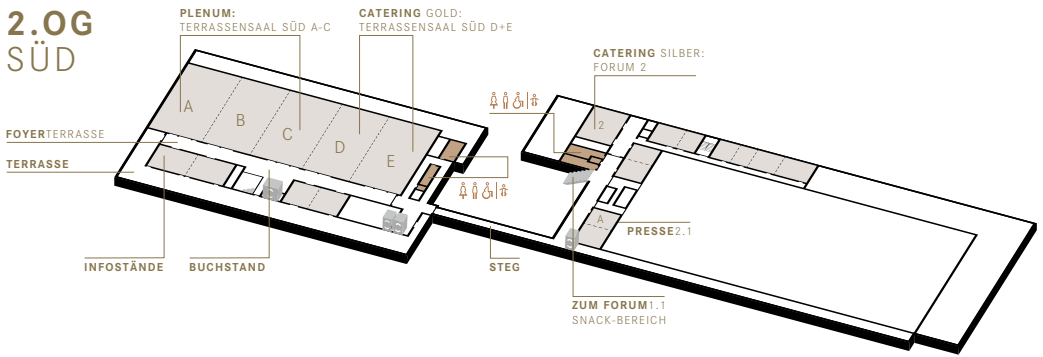 2.OG
SÜD
PLENUM:
TERRASSENSAAL SÜD A-C
CATERING GOLD:
TERRASSENSAAL SÜD D+E
CATERING SILBER:
FORUM 2
A
B
C
D
E
2
7
FOYERTERRASSE
TERRASSE
A
PRESSE2.1
INFOSTÄNDE
BUCHSTAND
STEG
ZUM FORUM1.1
SNACK-BEREICH